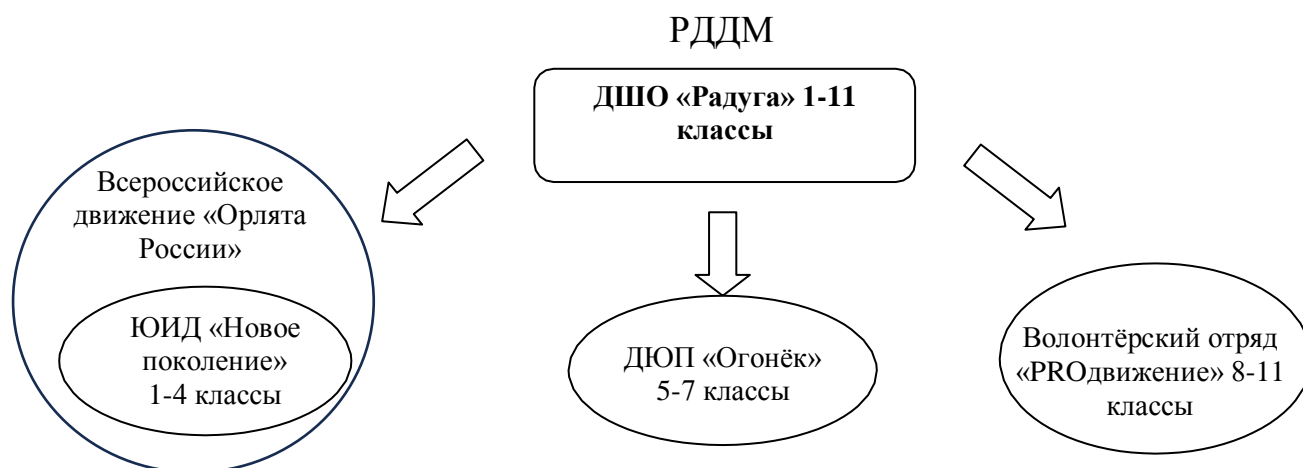 РДДМ
ДШО «Радуга» 1-11
классы
Всероссийское
движение «Орлята
России»
ЮИД «Новое
поколение»
1-4 классы
ДЮП «Огонёк»
5-7 классы
Волонтёрский отряд
«PROдвижение» 8-11
классы